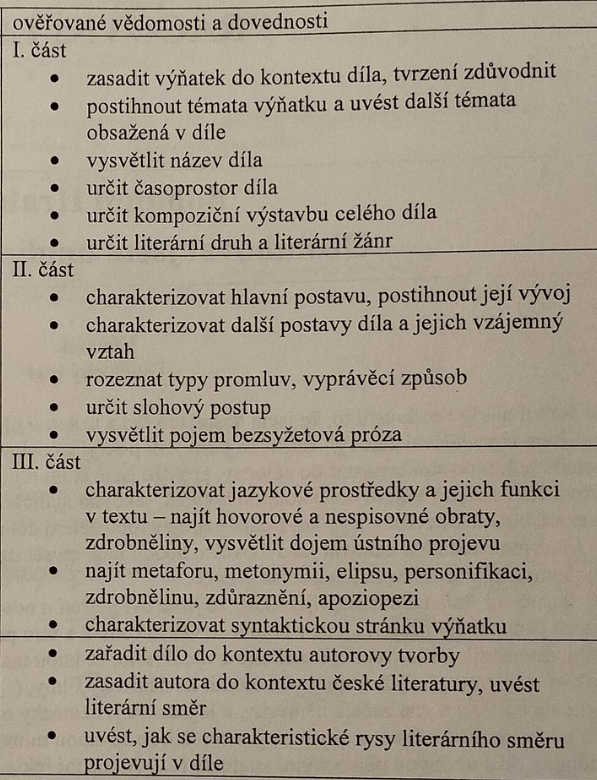 ověřované vědomosti a dovednosti
I. část
• zasadit výňatek do kontextu díla, tvrzení zdůvodnit
• postihnout témata výňatku a uvést další témata
obsažená v díle
• vysvětlit název díla
• určit časoprostor díla
• určit kompoziční výstavbu celého díla
• určit literární druh a literární žánr
II. část
• charakterizovat hlavní postavu, postihnout její vývoj
• charakterizovat další postavy díla a jejich vzájemný
vztah
• rozeznat typy promluv, vyprávěcí způsob
• určit slohový postup
• vysvětlit pojem bezsyžetová próza
III. část
• charakterizovat jazykové prostředky a jejich funkci
v textu – najít hovorové a nespisovné obraty,
zdrobněliny, vysvětlit dojem ústního projevu
• najít metaforu, metonymii, elipsu, personifikaci,
zdrobnělinu, zdůraznění, apoziopezi
• charakterizovat syntaktickou stránku výňatku
• zařadit dílo do kontextu autorovy tvorby
• zasadit autora do kontextu české literatury, uvést
literární směr
• uvést, jak se charakteristické rysy literárního směru
projevují v díle